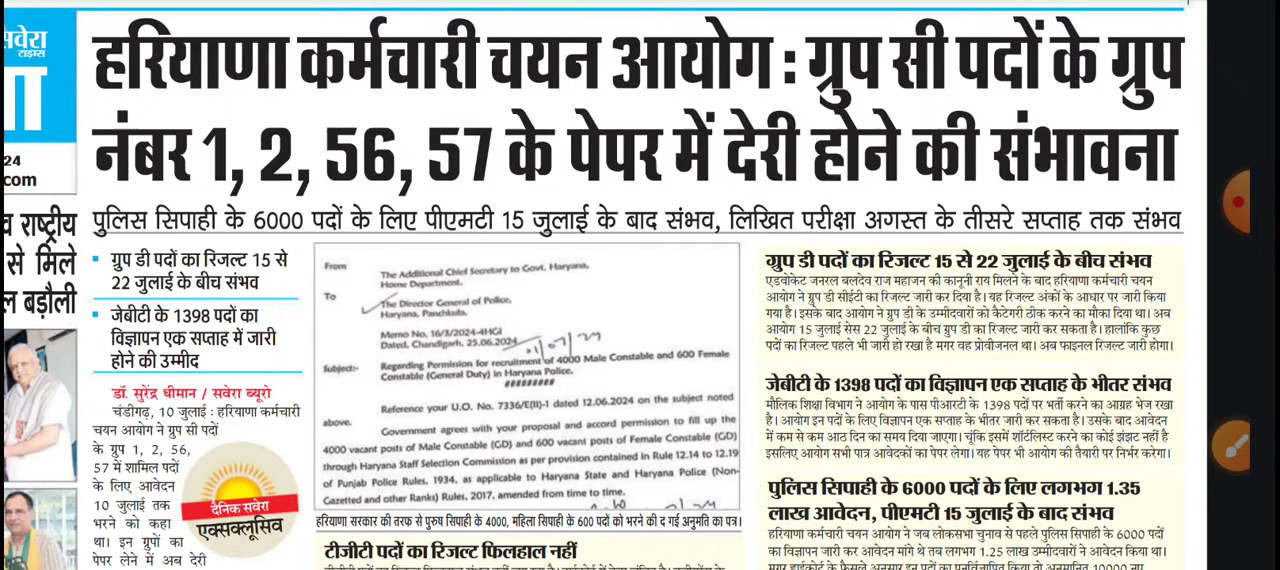 सवेरा
टाइम्स
24
.com
व राष्ट्रीय
से मिले
ल बड़ौली
हरियाणा कर्मचारी चयन आयोग : ग्रुप सी पदों के ग्रुप
नंबर 1, 2, 56, 57 के पेपर में देरी होने की संभावना
पुलिस सिपाही के 6000 पदों के लिए पीएमटी 15 जुलाई के बाद संभव, लिखित परीक्षा अगस्त के तीसरे सप्ताह तक संभव
ग्रुप डी पदों का रिजल्ट 15 से
22 जुलाई के बीच संभव
जेबीटी के 1398 पदों का
विज्ञापन एक सप्ताह में जारी
होने की उम्मीद
डॉ. सुरेंद्र धीमान / सवेरा ब्यूरो
चंडीगढ़, 10 जुलाई : हरियाणा कर्मचारी
चयन आयोग ने ग्रुप सी पदों
के ग्रुप 1, 2, 56,
57 में शामिल पदों
के लिए आवेदन
10 जुलाई तक
भरने को कहा
था। इन ग्रुपों का
पेपर लेने में अब देरी
दैनिक सवेरा
एक्सक्लूसिव
From
The Additional Chief Secretary to Govt. Haryana,
Home Department.
To
The Director General of Police,
Haryana, Panchkula.
Memo No. 16/3/2024-4HGI
Dated, Chandigarh, 25.06.2024
01/07/24
Subject:- Regarding Permission for recruitment of 4000 Male Constable and 600 Female
Constable (General Duty) in Haryana Police.
#########
Reference your U.O. No. 7336/E(II)-1 dated 12.06.2024 on the subject noted
above.
Government agrees with your proposal and accord permission to fill up the
4000 vacant posts of Male Constable (GD) and 600 vacant posts of Female Constable (GD)
through Haryana Staff Selection Commission as per provision contained in Rule 12.14 to 12.19
of Punjab Police Rules, 1934, as applicable to Haryana State and Haryana Police (Non-
Gazetted and other Ranks) Rules, 2017, amended from time to time.
हरियाणा सरकार की तरफ से पुरुष सिपाही के 4000, महिला सिपाही के 600 पदों को भरने की द गई अनुमति का पत्र।
टीजीटी पदों का रिजल्ट फिलहाल नहीं
ग्रुप डी पदों का रिजल्ट 15 से 22 जुलाई के बीच संभव
एडवोकेट जनरल बलदेव राज महाजन की कानूनी राय मिलने के बाद हरियाणा कर्मचारी चयन
आयोग ने ग्रुप डी सीईटी का रिजल्ट जारी कर दिया है। यह रिजल्ट अंकों के आधार पर जारी किया
गया है। इसके बाद आयोग ने ग्रुप डी के उम्मीदवारों को कैटेगरी ठीक करने का मौका दिया था। अब
आयोग 15 जुलाई सेस 22 जुलाई के बीच ग्रुप डी का रिजल्ट जारी कर सकता है। हालांकि कुछ
पदों का रिजल्ट पहले भी जारी हो रखा है मगर वह प्रोवीजनल था। अब फाइनल रिजल्ट जारी होगा।
जेबीटी के 1398 पदों का विज्ञापन एक सप्ताह के भीतर संभव
मौलिक शिक्षा विभाग ने आयोग के पास पीआरटी के 1398 पदों पर भर्ती करने का आग्रह भेज रखा
है। आयोग इन पदों के लिए विज्ञापन एक सप्ताह के भीतर जारी कर सकता है। उसके बाद आवेदन
में कम से कम आठ दिन का समय दिया जाएगा। चूंकि इसमें शॉर्टलिस्ट करने का कोई झंझट नहीं है
इसलिए आयोग सभी पात्र आवेदकों का पेपर लेगा। यह पेपर भी आयोग की तैयारी पर निर्भर करेगा।
पुलिस सिपाही के 6000 पदों के लिए लगभग 1.35
लाख आवेदन, पीएमटी 15 जुलाई के बाद संभव
हरियाणा कर्मचारी चयन आयोग ने जब लोकसभा चुनाव से पहले पुलिस सिपाही के 6000 पदों
का विज्ञापन जारी कर आवेदन मांगे थे तब लगभग 1.25 लाख उम्मीदवारों ने आवेदन किया था।
मगर हाईकोर्ट के फैसले अनुसार इन पदों का पुनर्विज्ञापित किया तो अनुमानित 10000 नए